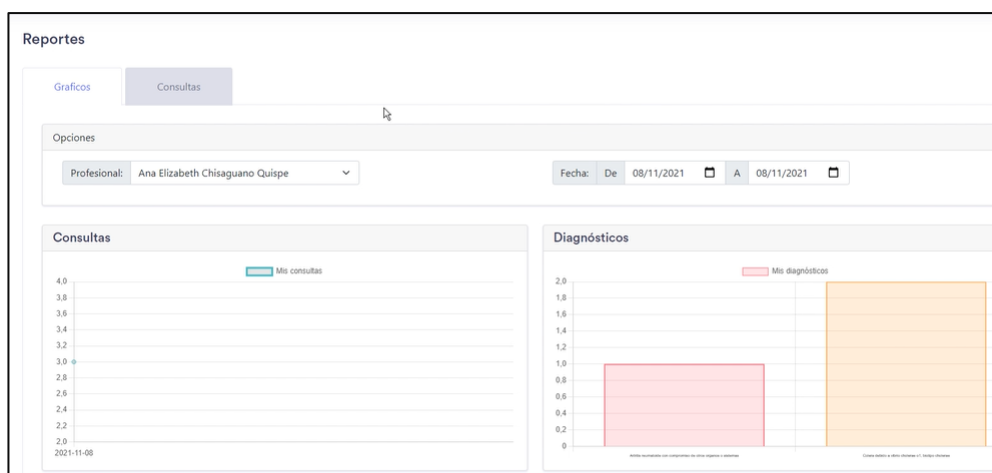 Reportes
Graficos Consultas
Opciones
Profesional: Ana Elizabeth Chisaguano Quispe Fecha: De 08/11/2021 A 08/11/2021
Consultas
Mis consultas
4,0
3,8
3,6
3,4
3,2
3,0
2,8
2,6
2,4
2,2
2,0
2021-11-08
Diagnósticos
Mis diagnósticos
2,0
1,8
1,6
1,4
1,2
1,0
0,8
0,6
0,4
0,2
0